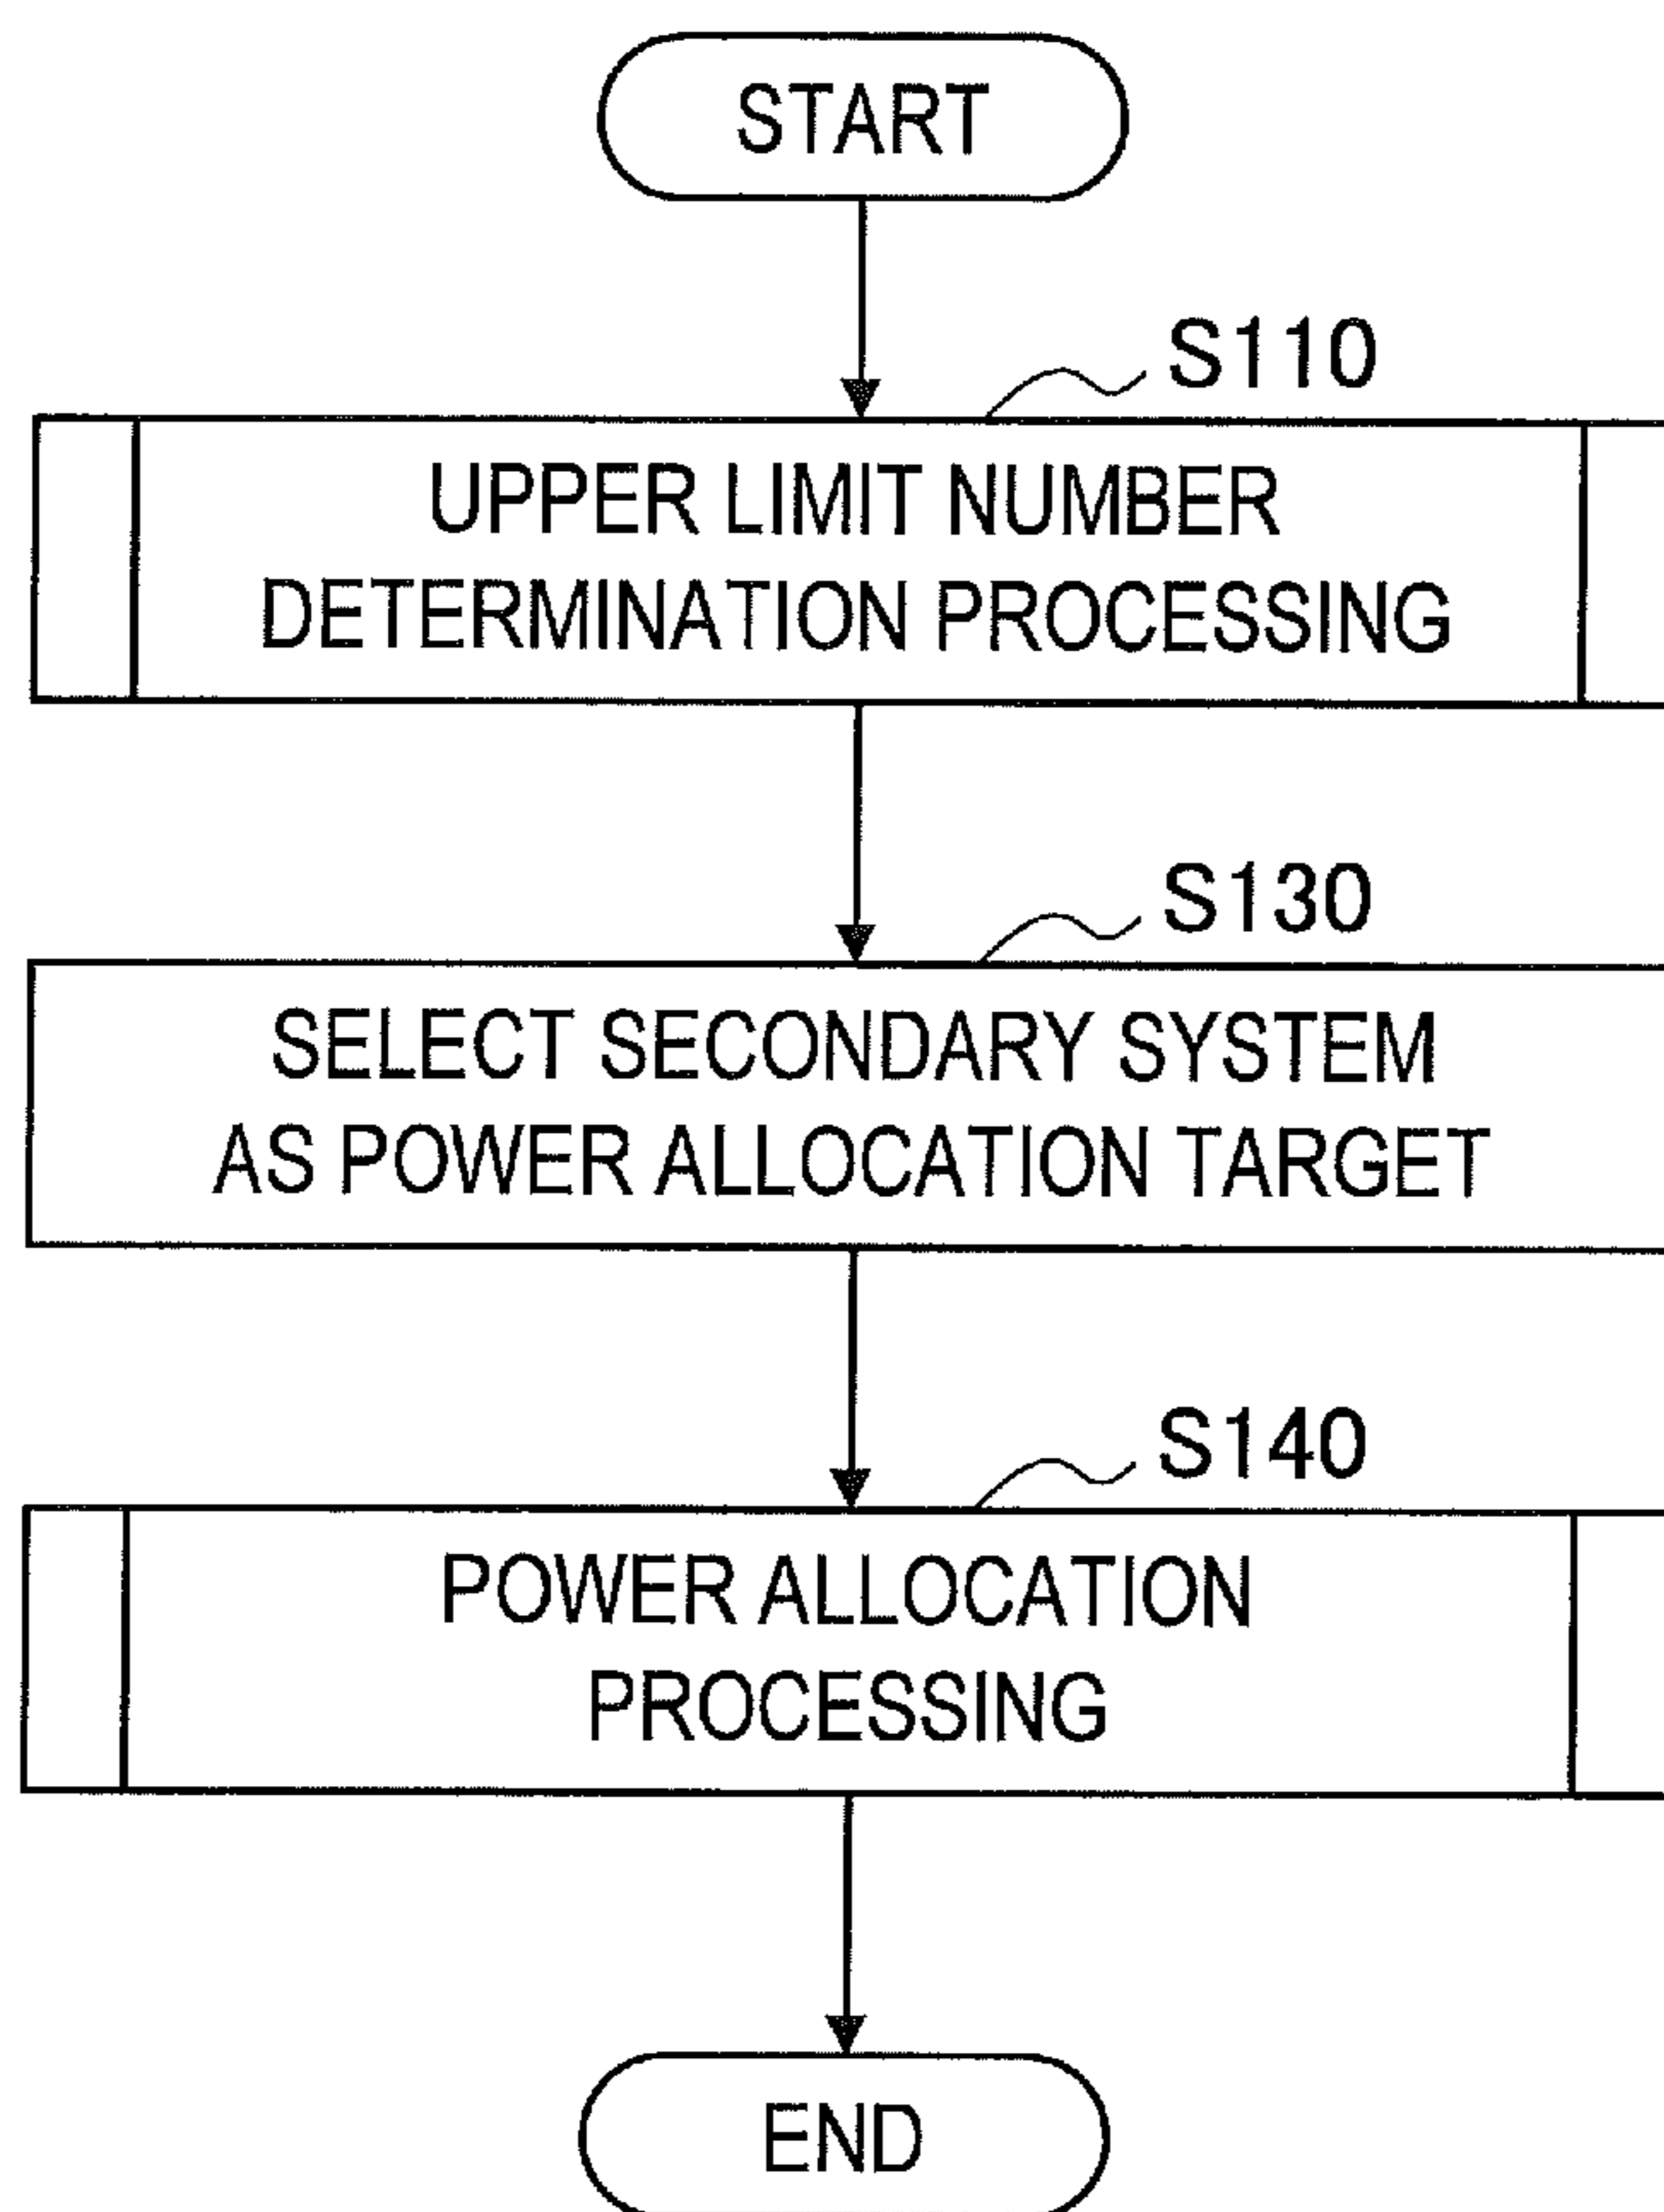 START
S110
UPPER LIMIT NUMBER
DETERMINATION PROCESSING
S130
SELECT SECONDARY SYSTEM
AS POWER ALLOCATION TARGET
S140
POWER ALLOCATION
PROCESSING
END